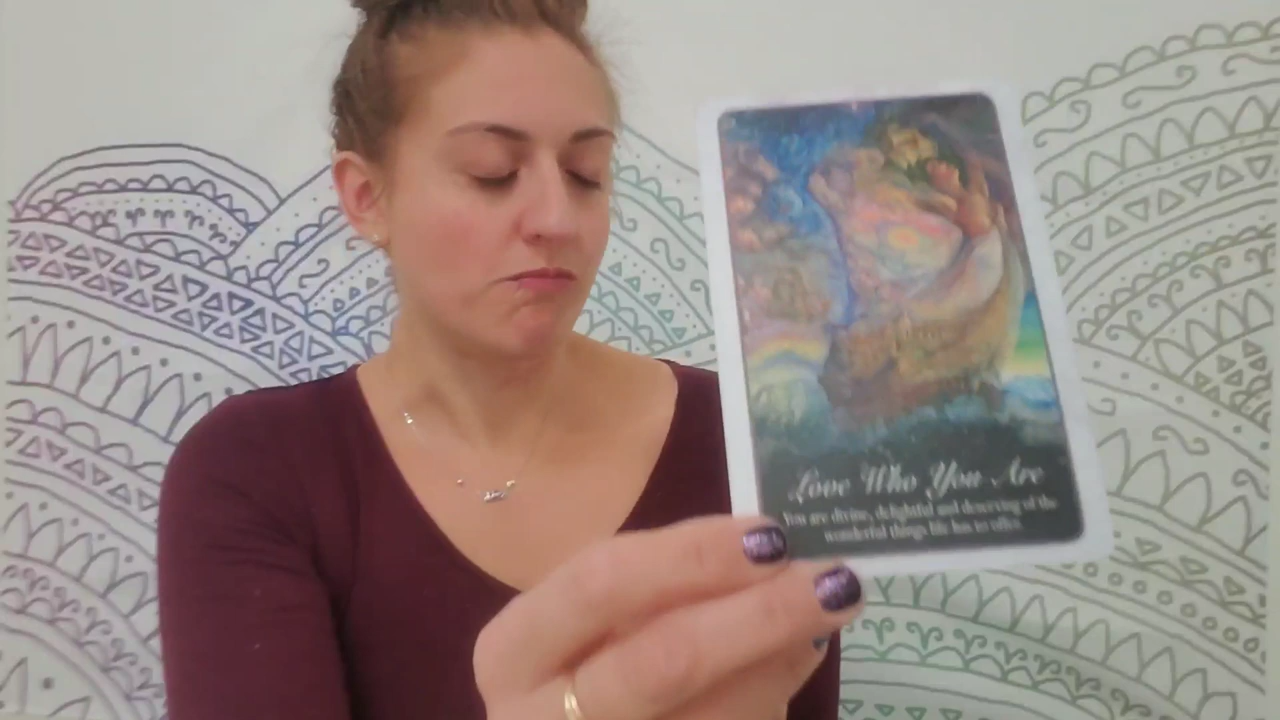 Love Who You Are
You are divine, delightful and deserving of the
wonderful things life has to offer.